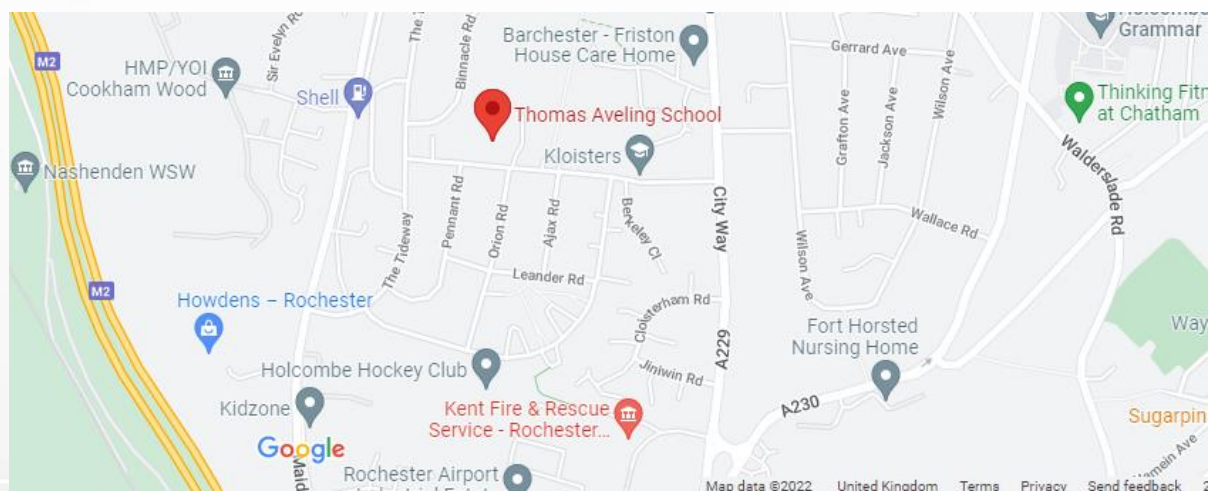 M2
HMP/YOI
Cookham Wood
Sir Evelyn Rd
The T
Binnacle Rd
Shell
Nashenden WSW
Thomas Aveling School
Barchester - Friston
House Care Home
Kloisters
Gerrard Ave
Grafton Ave
Jackson Ave
Wilson Ave
Grammar
Thinking Fitn
at Chatham
Walderslade Rd
City Way
Wallace Rd
Wilson Ave
The Tideway
Pennant Rd
Orion Rd
Ajax Rd
Berkeley Cl
Leander Rd
M2
Howdens – Rochester
Cloisterham Rd
A229
Fort Horsted
Nursing Home
Way
Holcombe Hockey Club
Jiniwin Rd
Kidzone
Kent Fire & Rescue
Service - Rochester...
A230
Sugarpin
Google
Maid
Rochester Airport
Map data ©2022
United Kingdom
Terms
Privacy
Send feedback